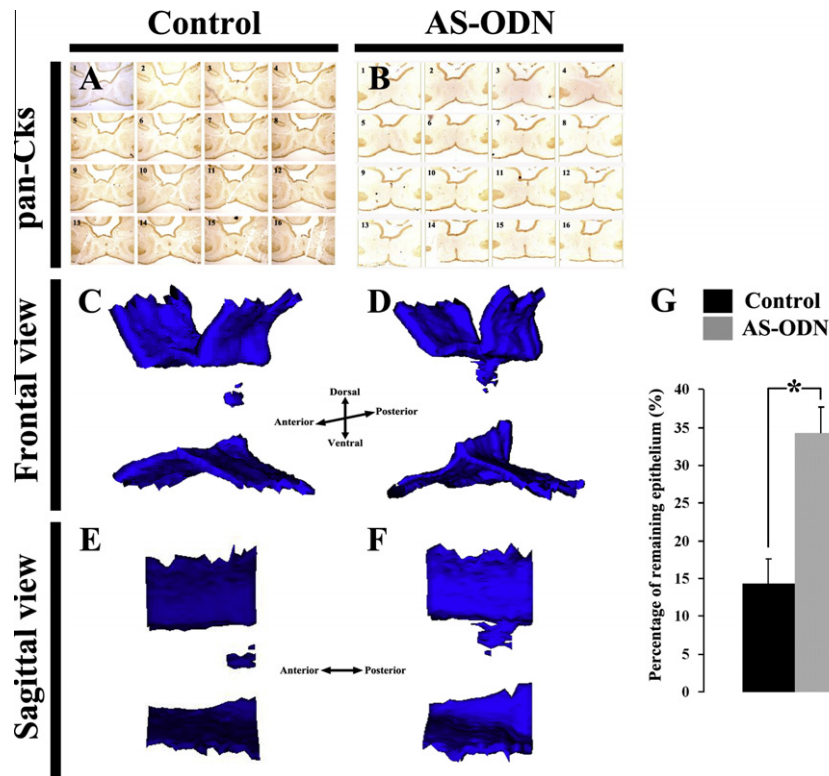 Control AS-ODN
pan-Cks
A
1 2 3 4
5 6 7 8
9 10 11 12
13 14 15 16
B
1 2 3 4
5 6 7 8
9 10 11 12
13 14 15 16
Frontal view
C D
Dorsal
Anterior Posterior
Ventral
Sagittal view
E F
Anterior Posterior
G
Control
AS-ODN
Percentage of remaining epithelium (%)
40
35
30
25
20
15
10
5
0
*